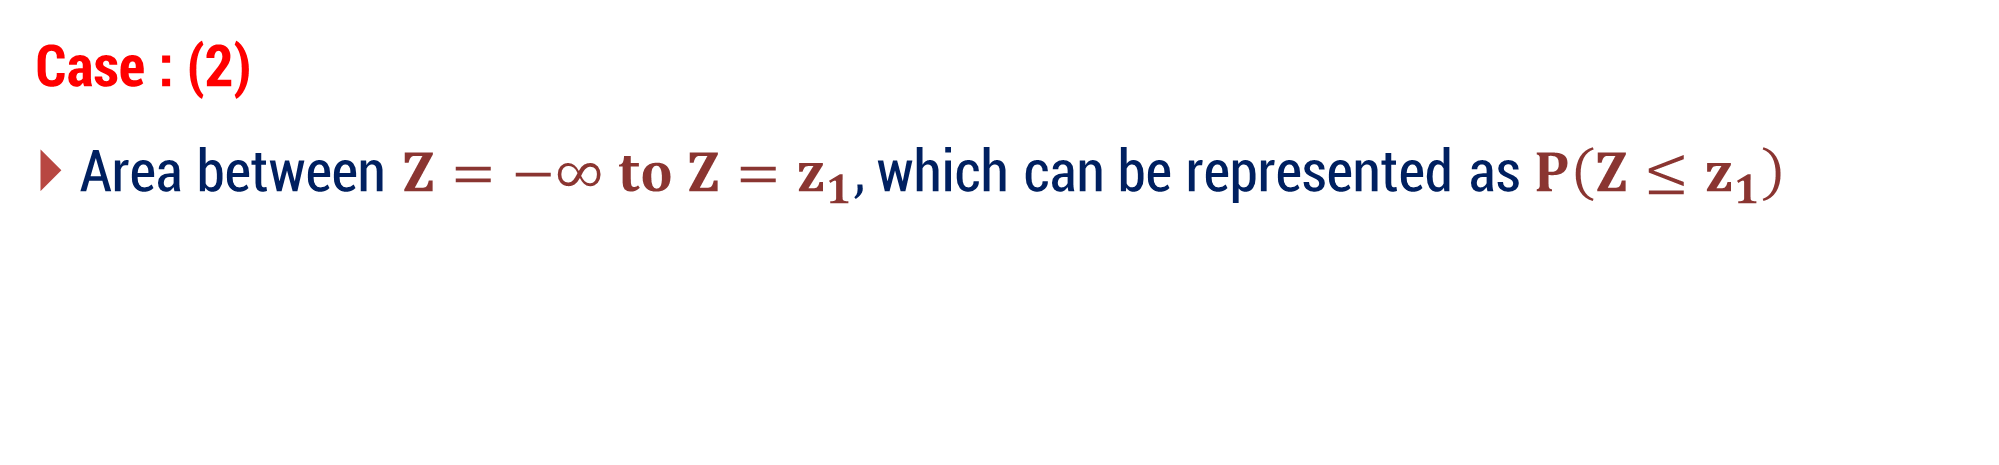 Case : (2)
Area between Z = −∞ to Z = z₁, which can be represented as P(Z ≤ z₁)